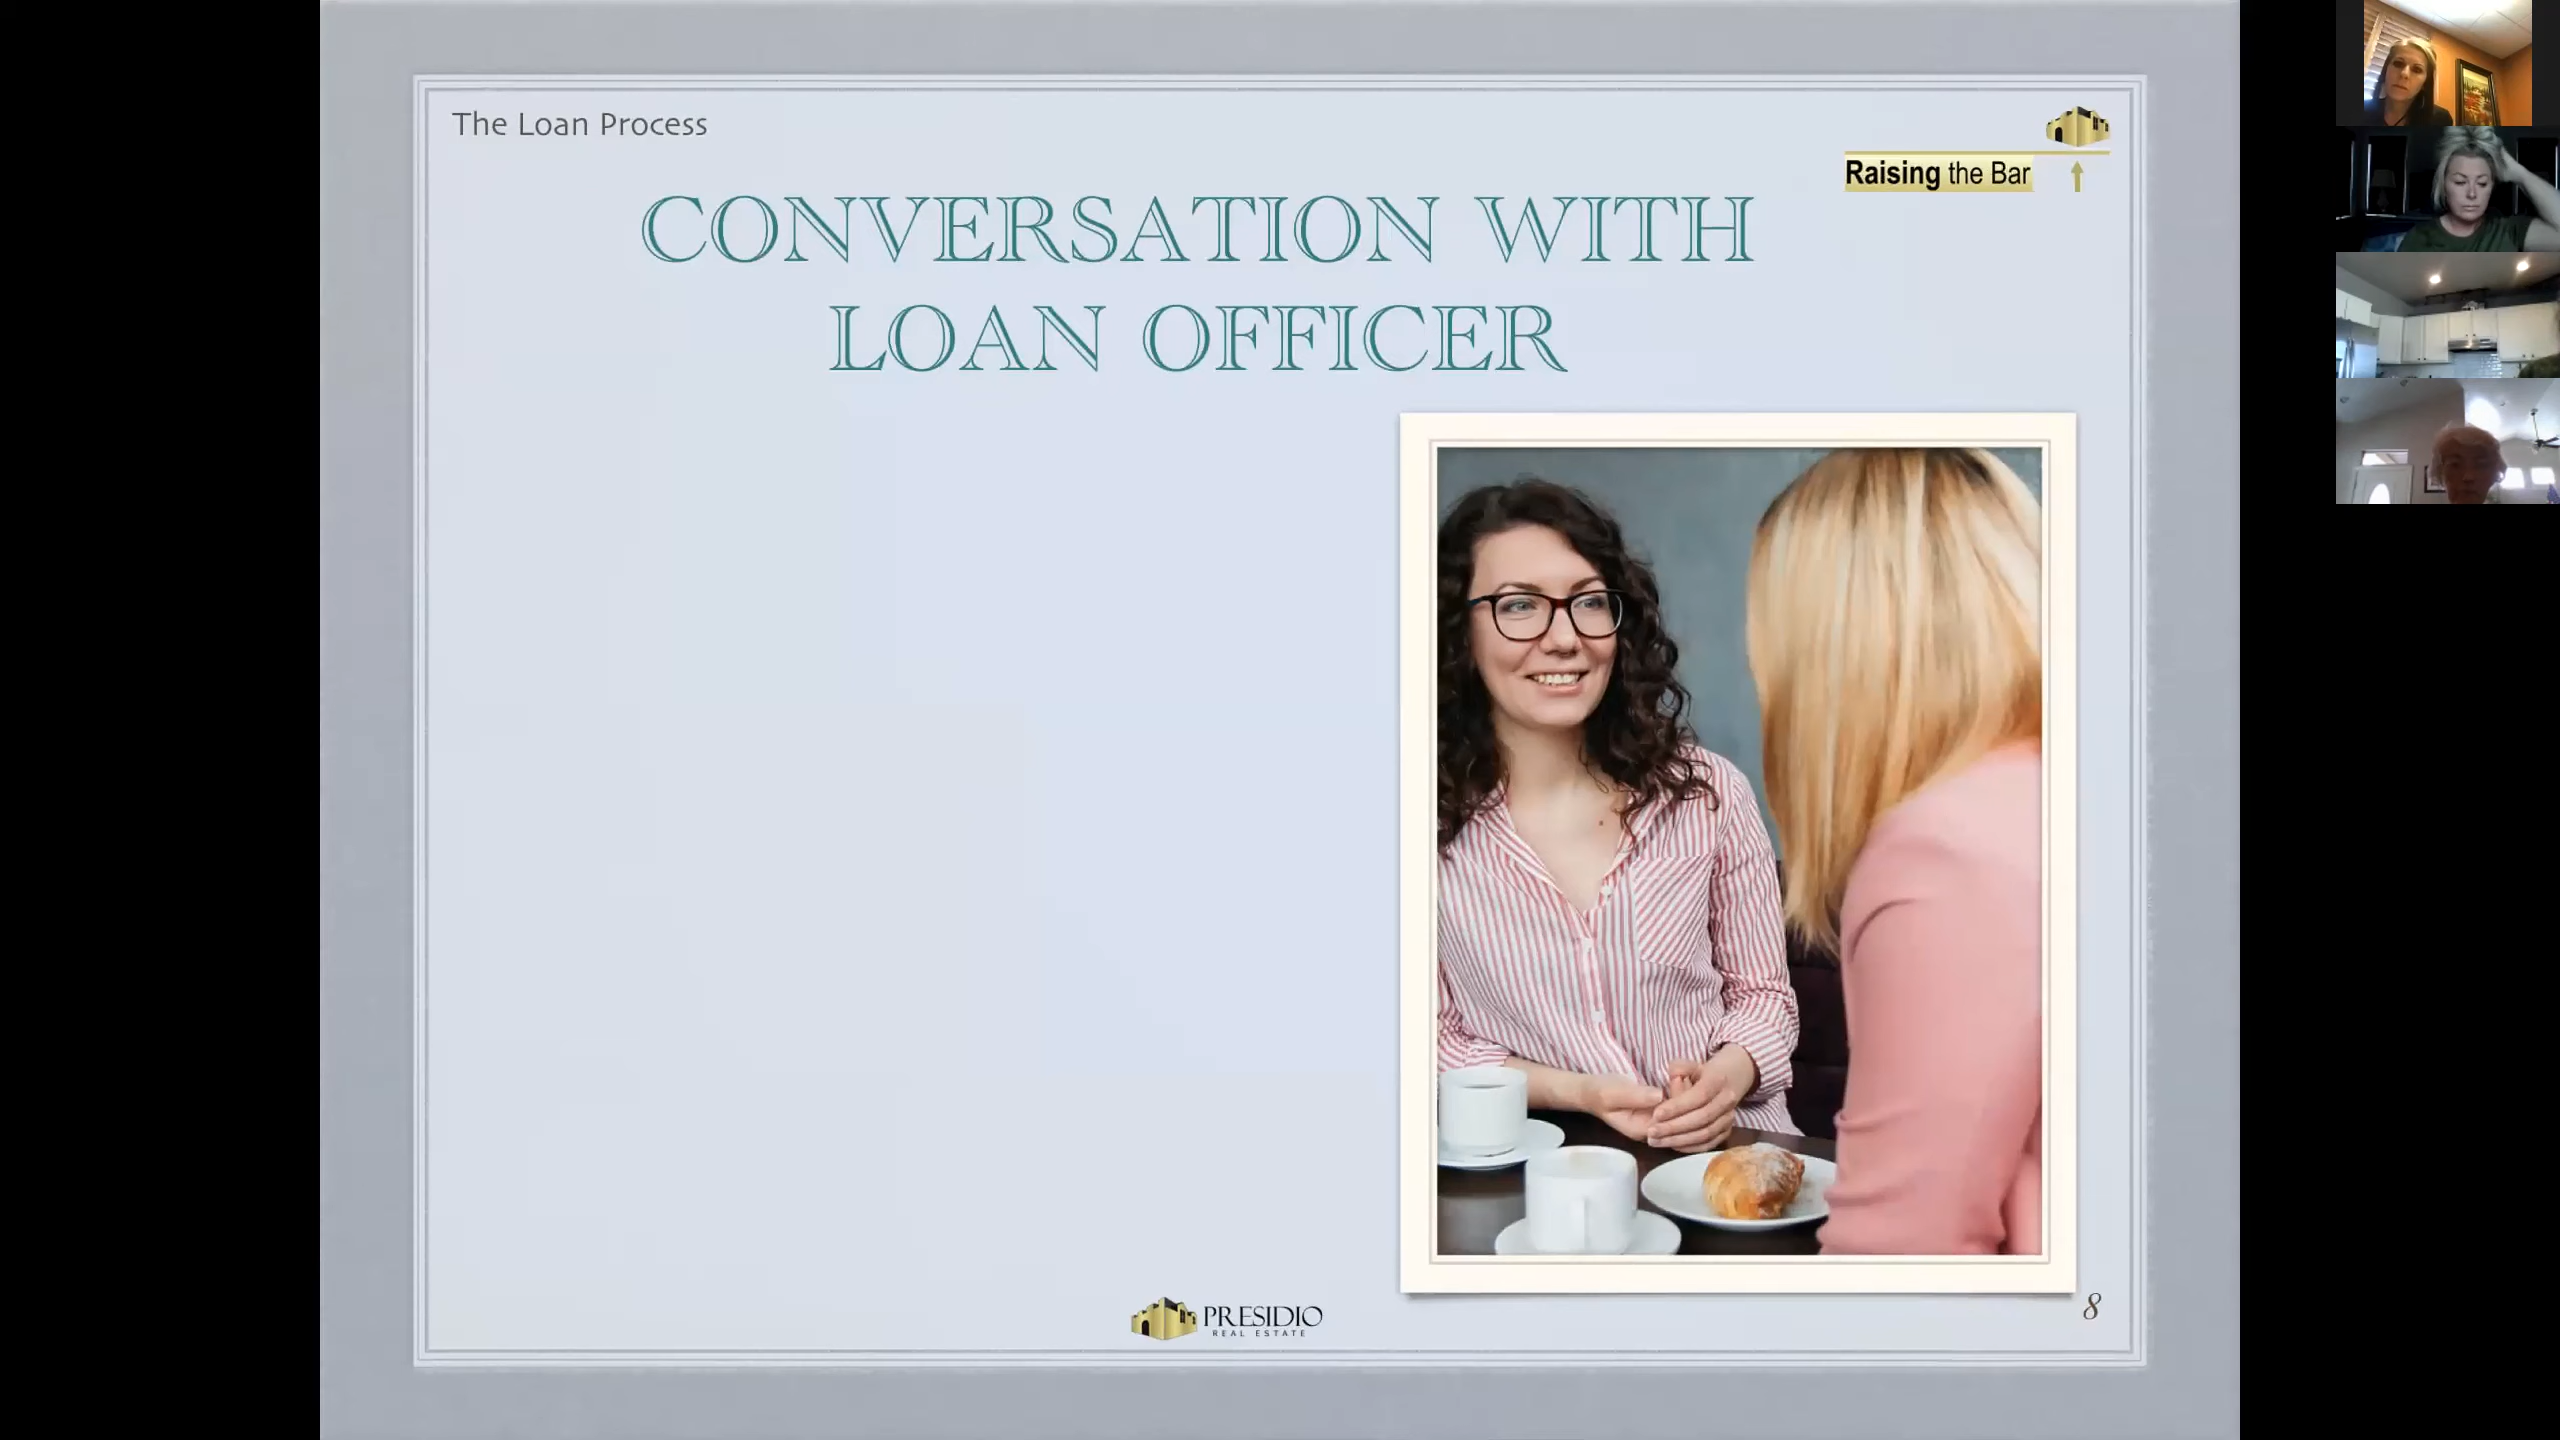 The Loan Process
Raising the Bar
CONVERSATION WITH
LOAN OFFICER
PRESIDIO
REAL ESTATE
8